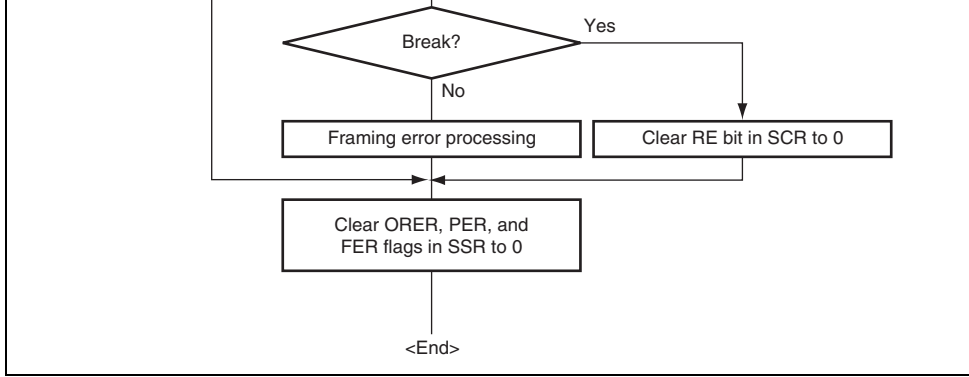 Break?
Yes
No
Framing error processing
Clear RE bit in SCR to 0
Clear ORER, PER, and
FER flags in SSR to 0
<End>